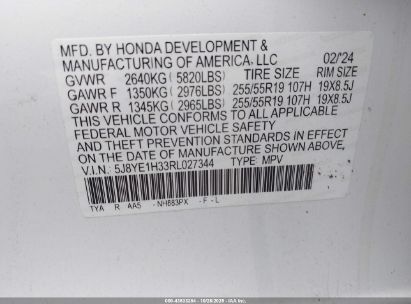 MFD. BY HONDA DEVELOPMENT &
MANUFACTURING OF AMERICA, LLC 02/'24
GVWR 2640KG (5820LBS) TIRE SIZE RIM SIZE
GAWR F 1350KG (2976LBS) 255/55R19 107H 19X8.5J
GAWR R 1345KG (2965LBS) 255/55R19 107H 19X8.5J
THIS VEHICLE CONFORMS TO ALL APPLICABLE
FEDERAL MOTOR VEHICLE SAFETY
AND THEFT PREVENTION STANDARDS IN EFFECT
ON THE DATE OF MANUFACTURE SHOWN ABOVE.
V.I.N.: 5J8YE1H33RL027344 TYPE: MPV
TYA R AA5 - NH883PX - F - L